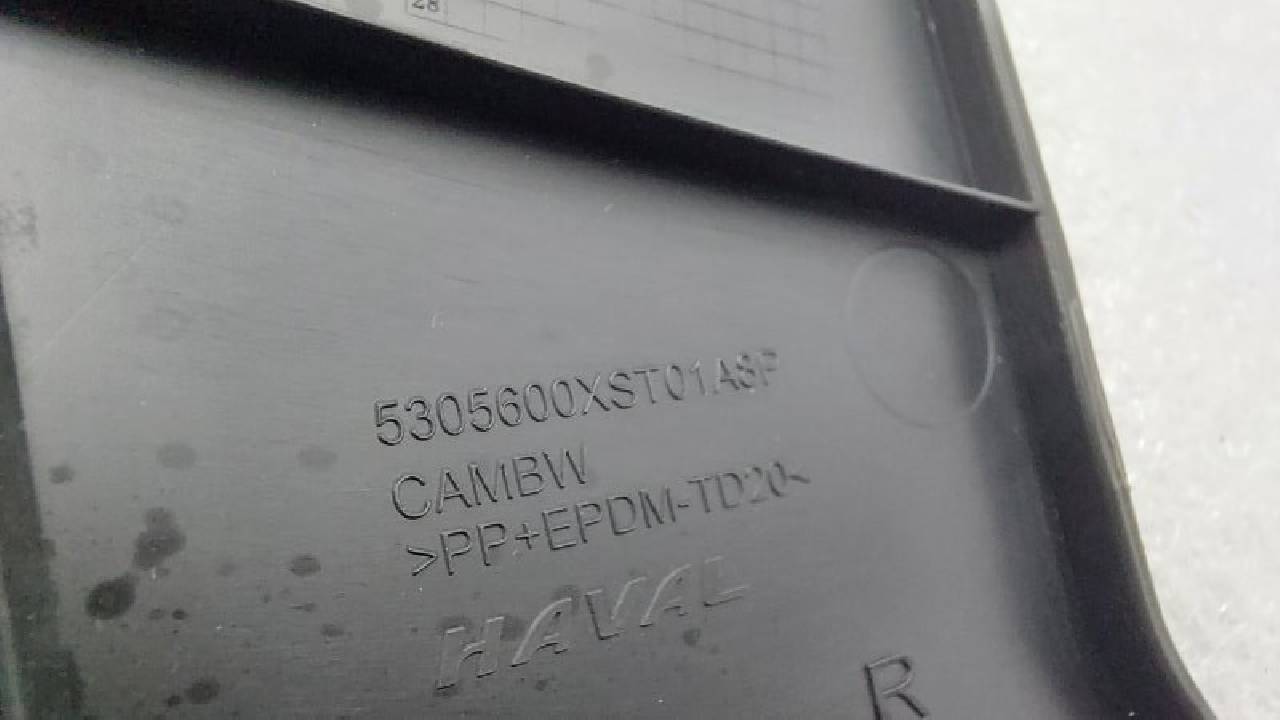 28
5305600XST01A8P
CAMBW
>PP+EPDM-TD20<
HAVAL
R